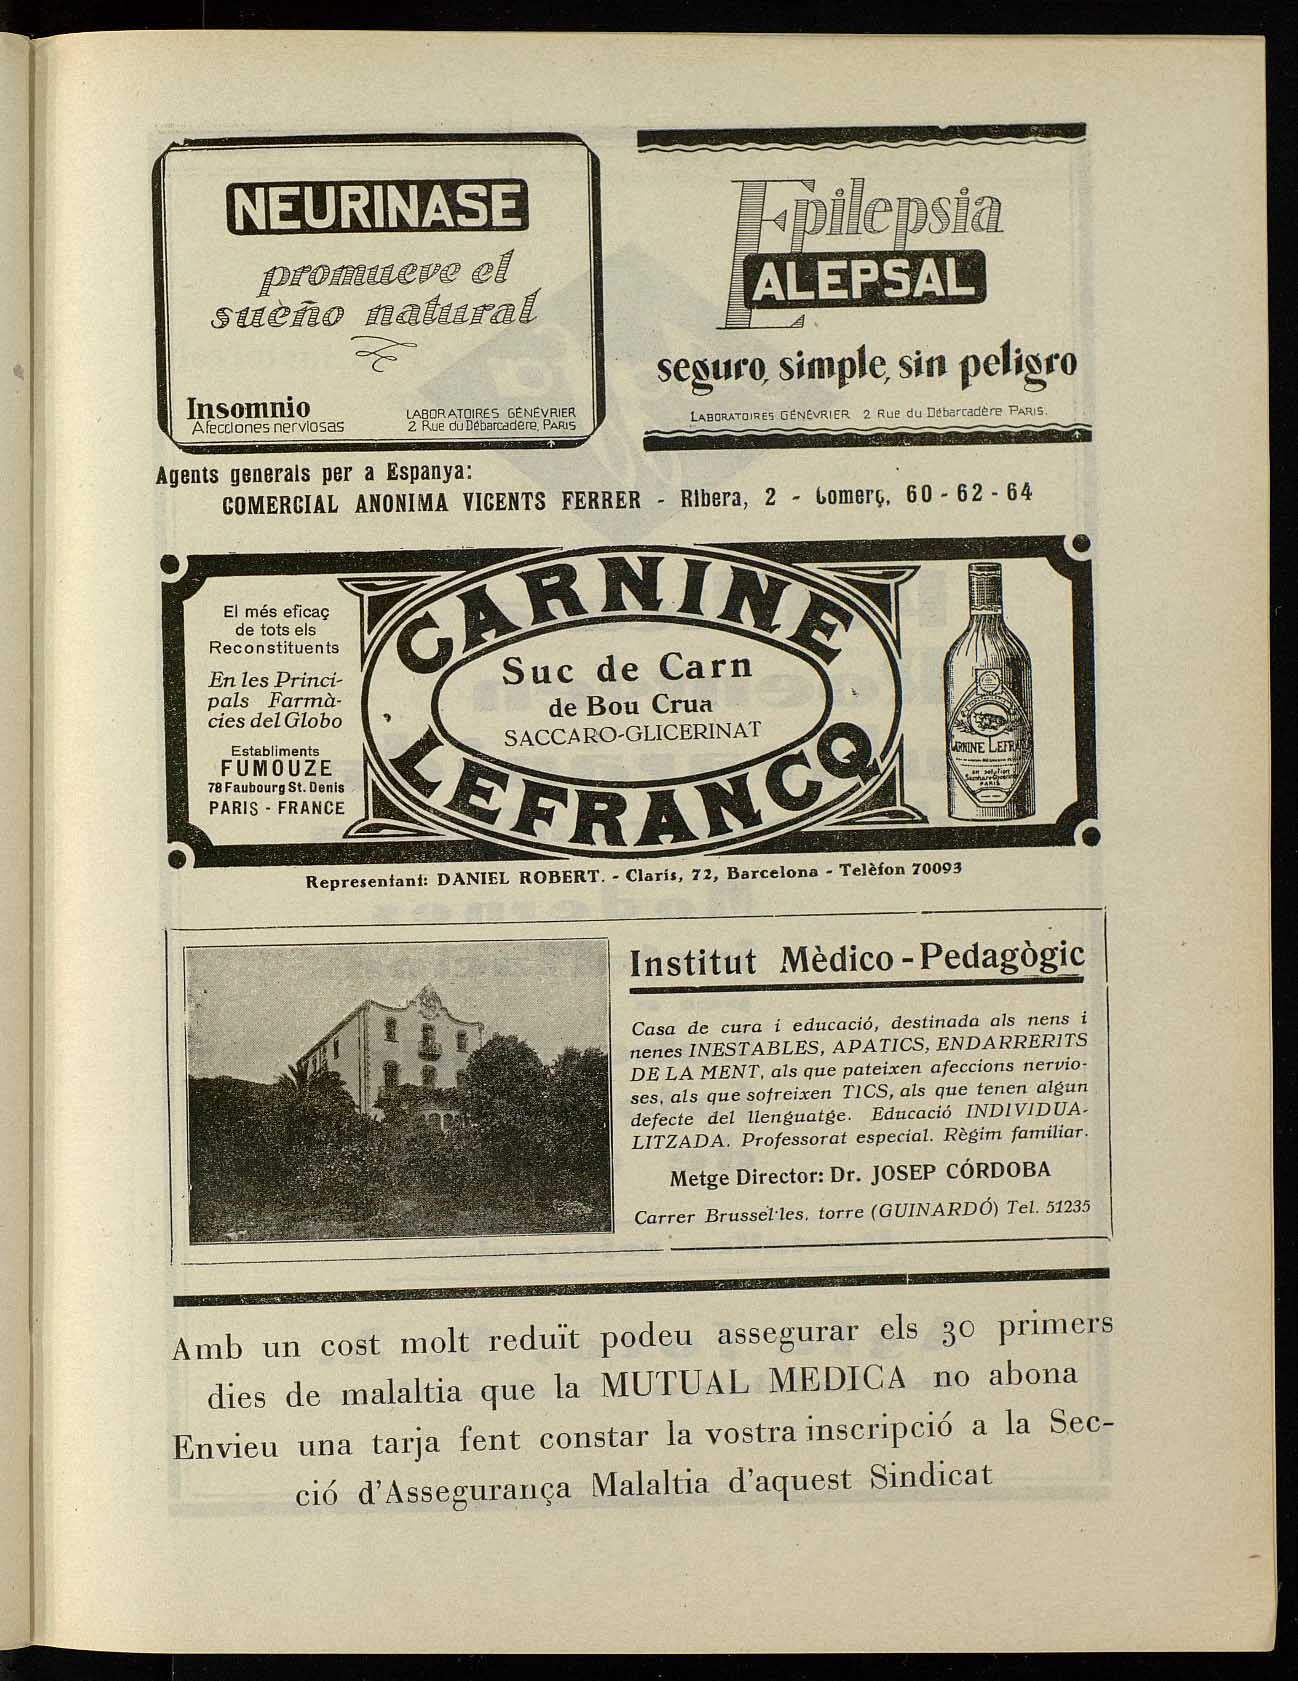 NEURINASE
promueve el
sueño natural
Insomnio
Afecciones nerviosas
LABORATOIRES GÉNÉVRIER
2 Rue du Débarcadère, PARIS
Epilepsia
ALEPSAL
seguro, simple, sin peligro
LABORATOIRES GÉNÉVRIER 2 Rue du Débarcadère PARIS.
Agents generals per a Espanya:
COMERCIAL ANONIMA VICENTS FERRER - Ribera, 2 - Comerç, 60 - 62 - 64
El més eficaç
de tots els
Reconstituents
En les Princi-
pals Farmà-
cies del Globo
Establiments
FUMOUZE
78 Faubourg St. Denis
PARIS - FRANCE
CARNINE
Suc de Carn
de Bou Crua
SACCARO-GLICERINAT
LEFRANCQ
CARNINE LEFR
PARIS
Representant: DANIEL ROBERT. - Claris, 72, Barcelona - Telèfon 70093
Institut Mèdico - Pedagògic
Casa de cura i educació, destinada als nens i
nenes INESTABLES, APATICS, ENDARRERITS
DE LA MENT, als que pateixen afeccions nervio-
ses, als que sofreixen TICS, als que tenen algun
defecte del llenguatge. Educació INDIVIDUA-
LITZADA. Professorat especial. Règim familiar.
Metge Director: Dr. JOSEP CÓRDOBA
Carrer Brussel·les, torre (GUINARDÓ) Tel. 51235
Amb un cost molt reduït podeu assegurar els 30 primers
dies de malaltia que la MUTUAL MEDICA no abona
Envieu una tarja fent constar la vostra inscripció a la Sec-
ció d'Assegurança Malaltia d'aquest Sindicat